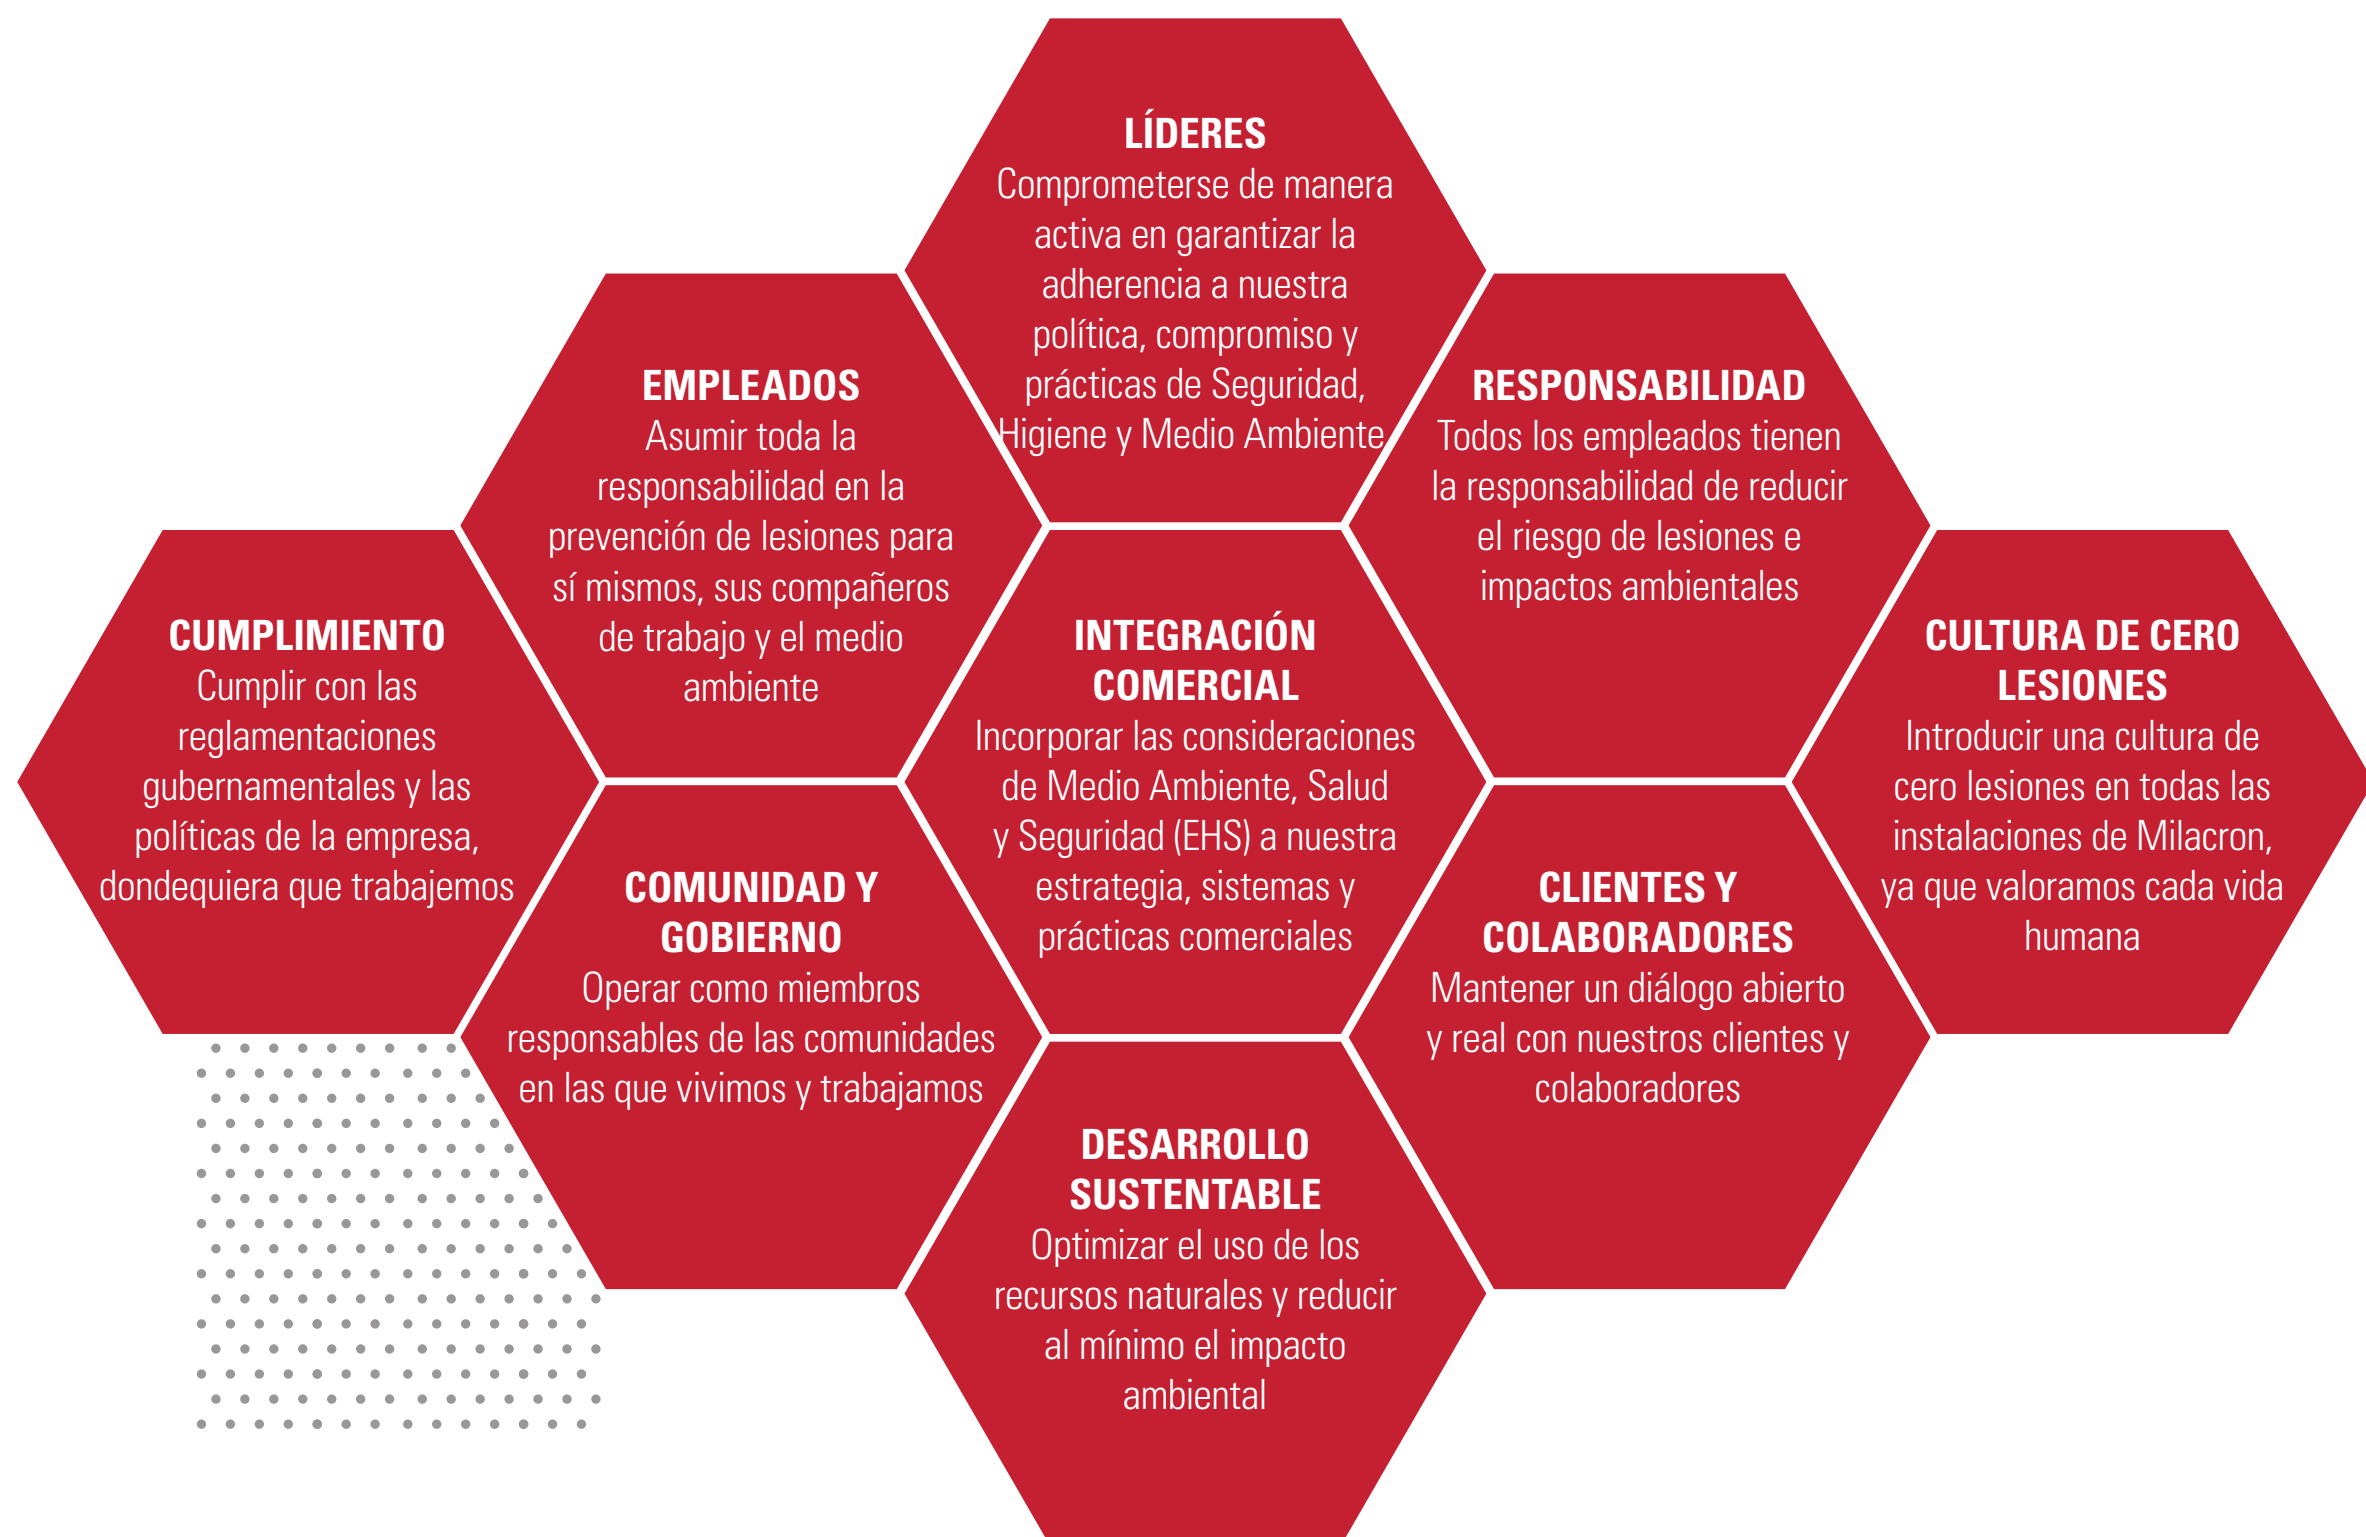 LÍDERES
Comprometerse de manera
activa en garantizar la
adherencia a nuestra
política, compromiso y
prácticas de Seguridad,
Higiene y Medio Ambiente
EMPLEADOS
Asumir toda la
responsabilidad en la
prevención de lesiones para
sí mismos, sus compañeros
de trabajo y el medio
ambiente
RESPONSABILIDAD
Todos los empleados tienen
la responsabilidad de reducir
el riesgo de lesiones e
impactos ambientales
CUMPLIMIENTO
Cumplir con las
reglamentaciones
gubernamentales y las
políticas de la empresa,
dondequiera que trabajemos
INTEGRACIÓN
COMERCIAL
Incorporar las consideraciones
de Medio Ambiente, Salud
y Seguridad (EHS) a nuestra
estrategia, sistemas y
prácticas comerciales
CULTURA DE CERO
LESIONES
Introducir una cultura de
cero lesiones en todas las
instalaciones de Milacron,
ya que valoramos cada vida
humana
COMUNIDAD Y
GOBIERNO
Operar como miembros
responsables de las comunidades
en las que vivimos y trabajamos
CLIENTES Y
COLABORADORES
Mantener un diálogo abierto
y real con nuestros clientes y
colaboradores
DESARROLLO
SUSTENTABLE
Optimizar el uso de los
recursos naturales y reducir
al mínimo el impacto
ambiental